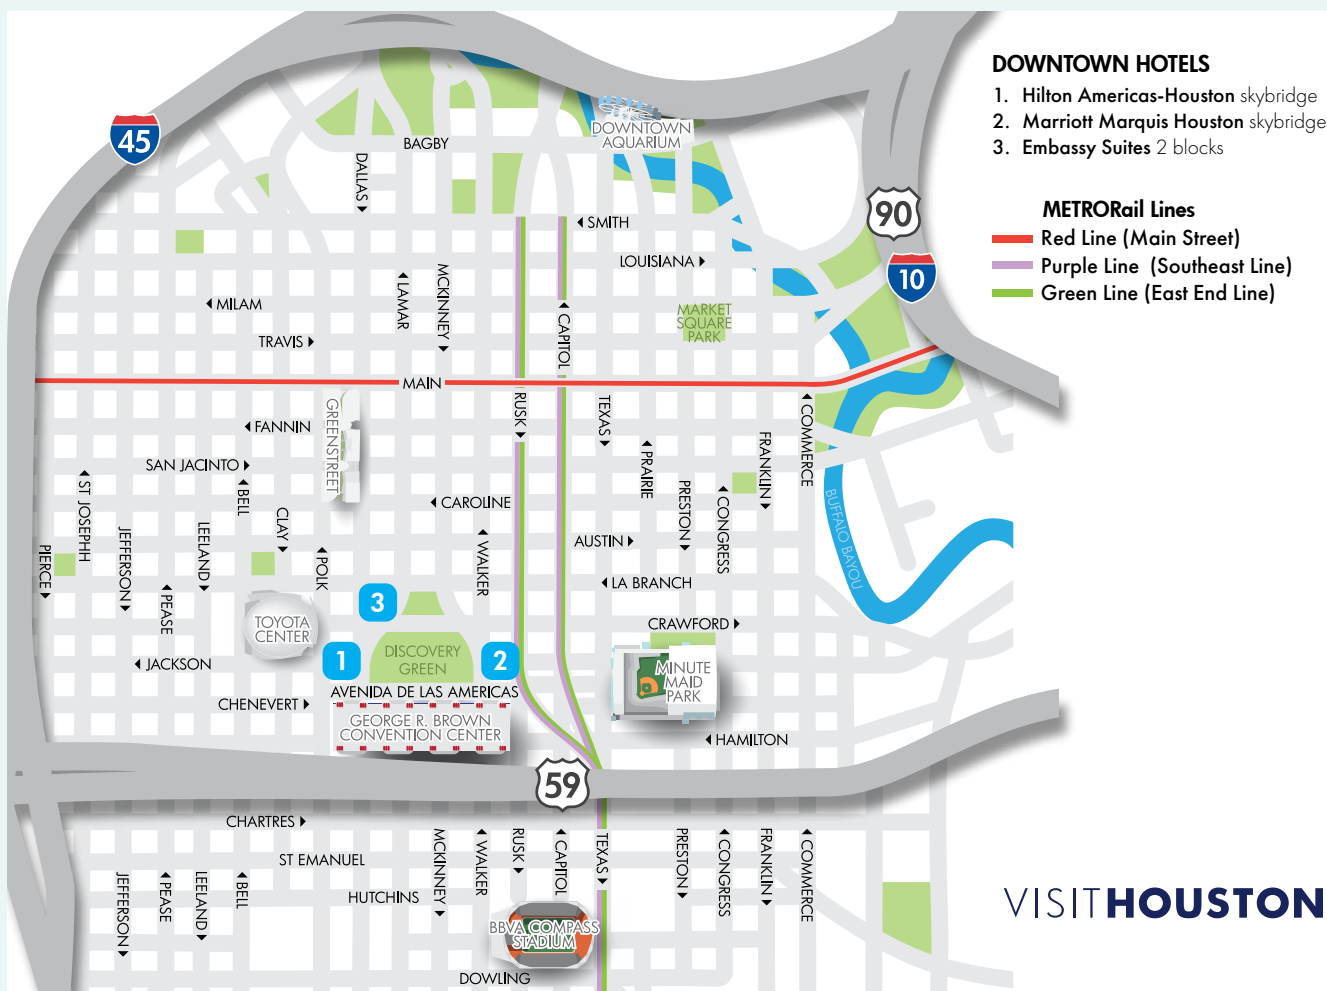 DOWNTOWN HOTELS
1. Hilton Americas-Houston skybridge
2. Marriott Marquis Houston skybridge
3. Embassy Suites 2 blocks
METRORail Lines
Red Line (Main Street)
Purple Line (Southeast Line)
Green Line (East End Line)
45
90
10
59
DOWNTOWN
AQUARIUM
BAGBY
DALLAS
SMITH
LOUISIANA
MCKINNEY
LAMAR
MILAM
CAPITOL
MARKET
SQUARE
PARK
TRAVIS
MAIN
GREENSTREET
RUSK
TEXAS
COMMERCE
FANNIN
SAN JACINTO
PRAIRIE
FRANKLIN
ST JOSEPHH
BELL
CAROLINE
PRESTON
CONGRESS
BUFFALO BAYOU
CLAY
JEFFERSON
LEELAND
WALKER
AUSTIN
PIERCE
POLK
LA BRANCH
PEASE
3
TOYOTA
CENTER
CRAWFORD
JACKSON
1
DISCOVERY
GREEN
2
MINUTE
MAID
PARK
AVENIDA DE LAS AMERICAS
CHENEVERT
GEORGE R. BROWN
CONVENTION CENTER
HAMILTON
CHARTRES
ST EMANUEL
HUTCHINS
MCKINNEY
WALKER
RUSK
CAPITOL
TEXAS
PRESTON
CONGRESS
FRANKLIN
COMMERCE
JEFFERSON
PEASE
LEELAND
BELL
BBVA COMPASS
STADIUM
DOWLING
VISITHOUSTON